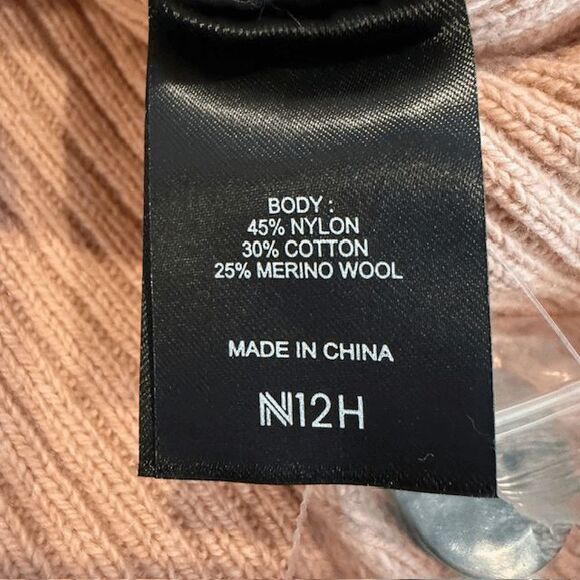 BODY :
45% NYLON
30% COTTON
25% MERINO WOOL
MADE IN CHINA
N12H